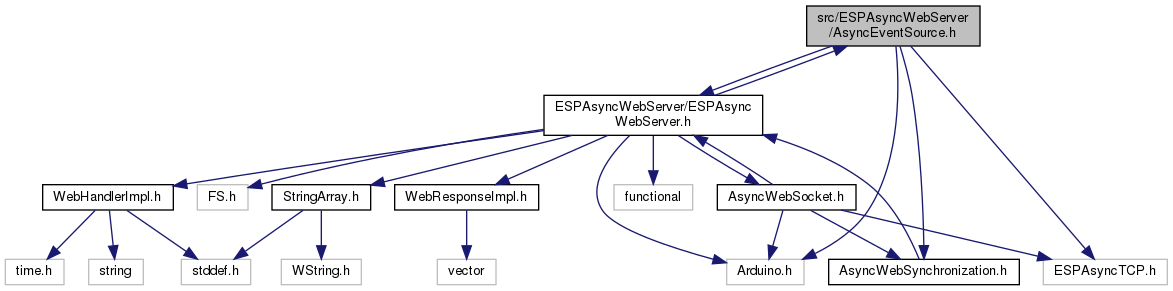 src/ESPAsyncWebServer
/AsyncEventSource.h
ESPAsyncWebServer/ESPAsync
WebServer.h
WebHandlerImpl.h
FS.h
StringArray.h
WebResponseImpl.h
functional
AsyncWebSocket.h
time.h
string
stddef.h
WString.h
vector
Arduino.h
AsyncWebSynchronization.h
ESPAsyncTCP.h